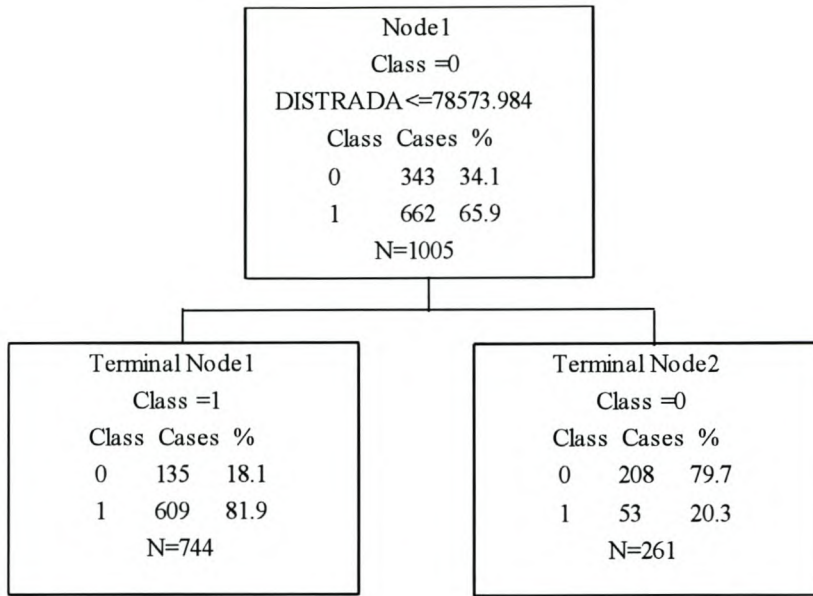 Node1
Class =0
DISTRADA<=78573.984
Class Cases %
0 343 34.1
1 662 65.9
N=1005
Terminal Node1
Class =1
Class Cases %
0 135 18.1
1 609 81.9
N=744
Terminal Node2
Class =0
Class Cases %
0 208 79.7
1 53 20.3
N=261